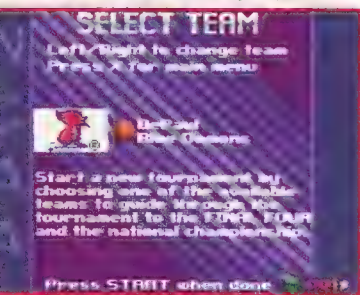 SELECT TEAM
Left/Right to change team
Press X for main menu
DePaul
Blue Demons
Start a new tournament by
choosing one of the available
teams to guide through the
tournament to the FINAL FOUR
and the national championship.
Press START when done